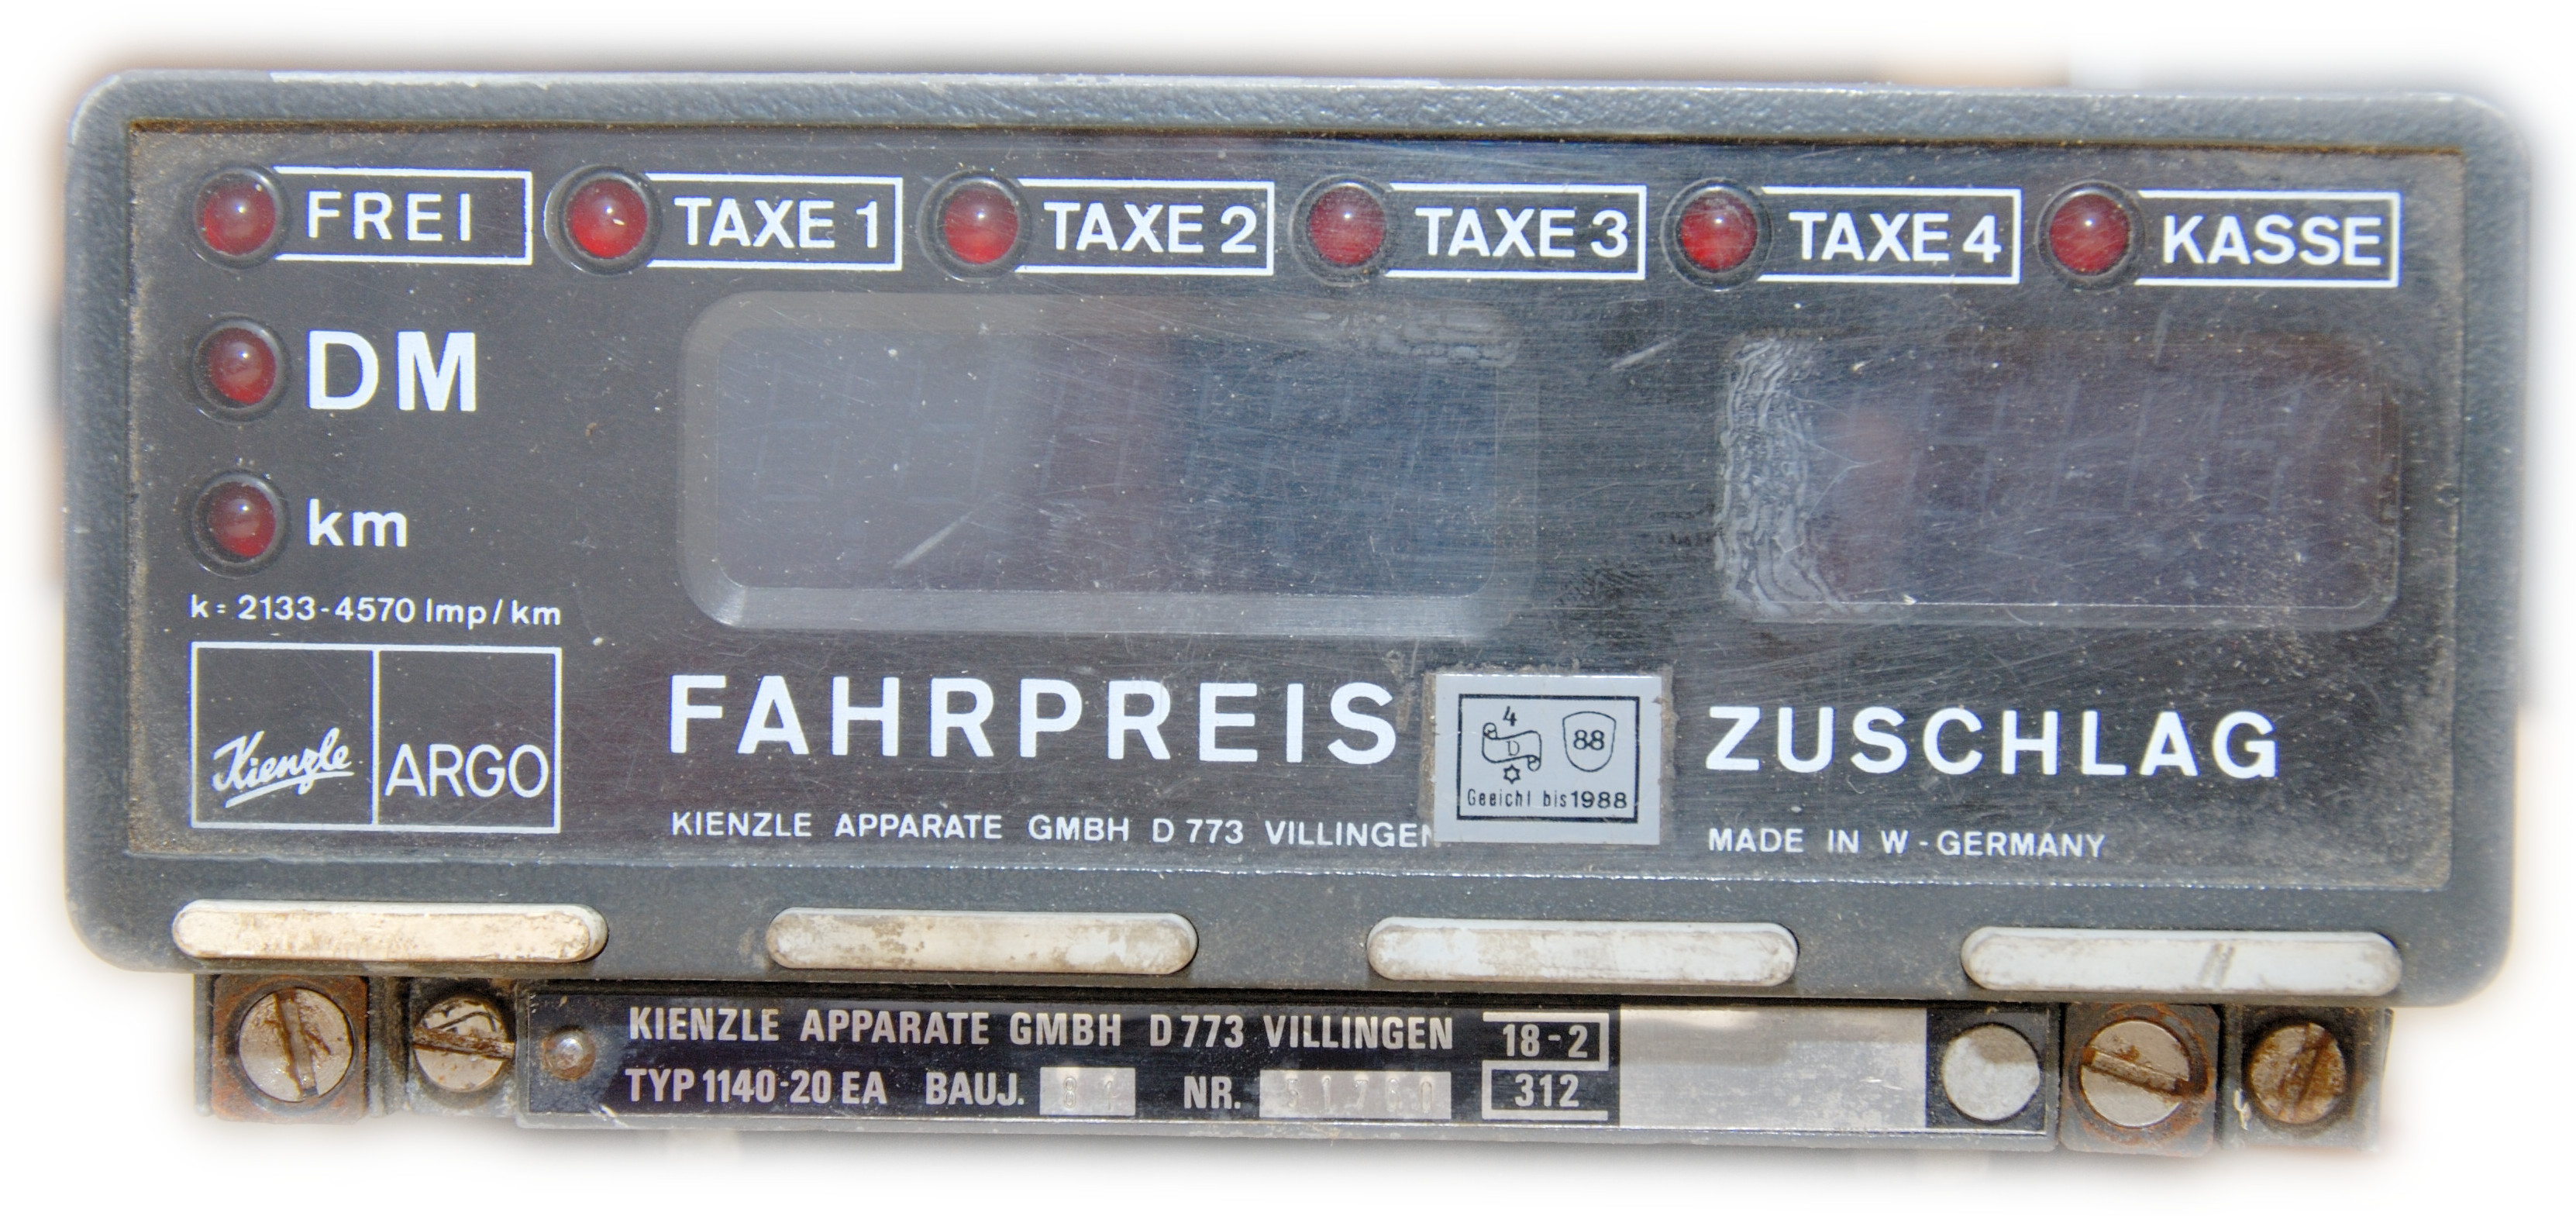 FREI TAXE 1 TAXE 2 TAXE 3 TAXE 4 KASSE
DM
km
k= 2133-4570 Imp/km
Kienzle ARGO
FAHRPREIS
4
D
88
Geeicht bis 1988
ZUSCHLAG
KIENZLE APPARATE GMBH D 773 VILLINGEN
MADE IN W-GERMANY
KIENZLE APPARATE GMBH D 773 VILLINGEN 18-2
TYP 1140-20 EA BAUJ. NR. 312